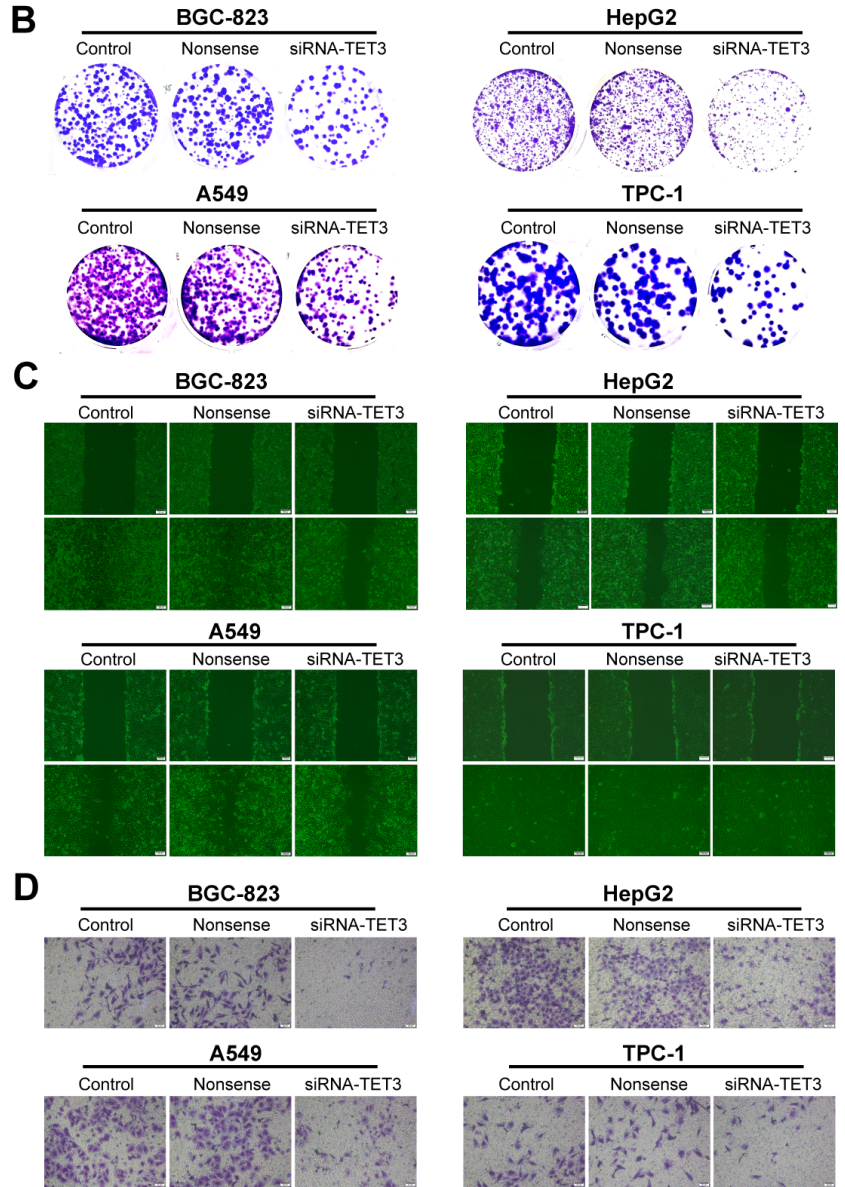 B
BGC-823
HepG2
Control Nonsense siRNA-TET3
Control Nonsense siRNA-TET3
A549
TPC-1
Control Nonsense siRNA-TET3
Control Nonsense siRNA-TET3
C
BGC-823
HepG2
Control Nonsense siRNA-TET3
Control Nonsense siRNA-TET3
A549
TPC-1
Control Nonsense siRNA-TET3
Control Nonsense siRNA-TET3
D
BGC-823
HepG2
Control Nonsense siRNA-TET3
Control Nonsense siRNA-TET3
A549
TPC-1
Control Nonsense siRNA-TET3
Control Nonsense siRNA-TET3